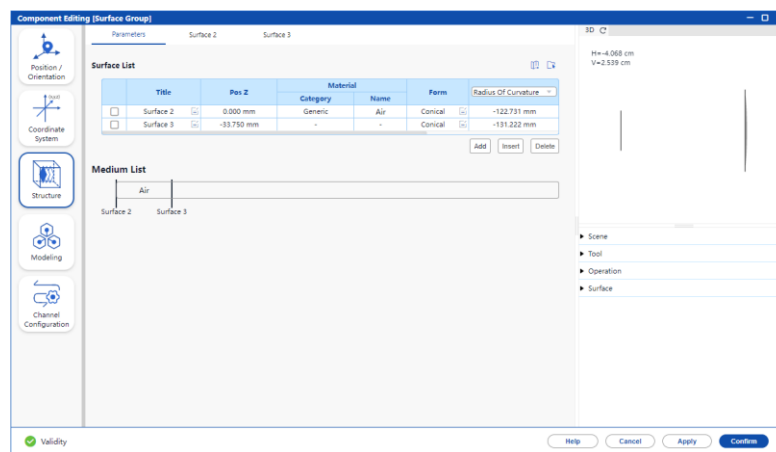 Component Editing [Surface Group]
Position / Orientation
Coordinate System
Structure
Modeling
Channel Configuration
Parameters Surface 2 Surface 3
Surface List
Title Pos Z Material Form Radius Of Curvature
Category Name
Surface 2 0.000 mm Generic Air Conical -122.731 mm
Surface 3 -33.750 mm - - Conical -131.222 mm
Add Insert Delete
Medium List
Air
Surface 2 Surface 3
3D
H=-4.068 cm
V=2.539 cm
Scene
Tool
Operation
Surface
Validity
Help Cancel Apply Confirm